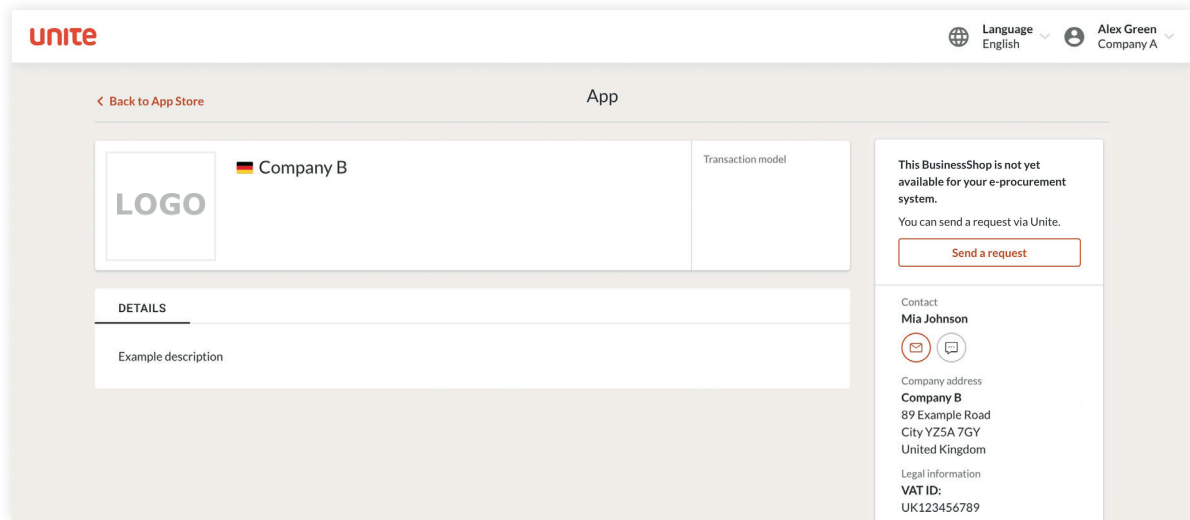 unite
Language
English
Alex Green
Company A
Back to App Store
App
LOGO
Company B
Transaction model
DETAILS
Example description
This BusinessShop is not yet
available for your e-procurement
system.
You can send a request via Unite.
Send a request
Contact
Mia Johnson
Company address
Company B
89 Example Road
City YZ5A 7GY
United Kingdom
Legal information
VAT ID:
UK123456789